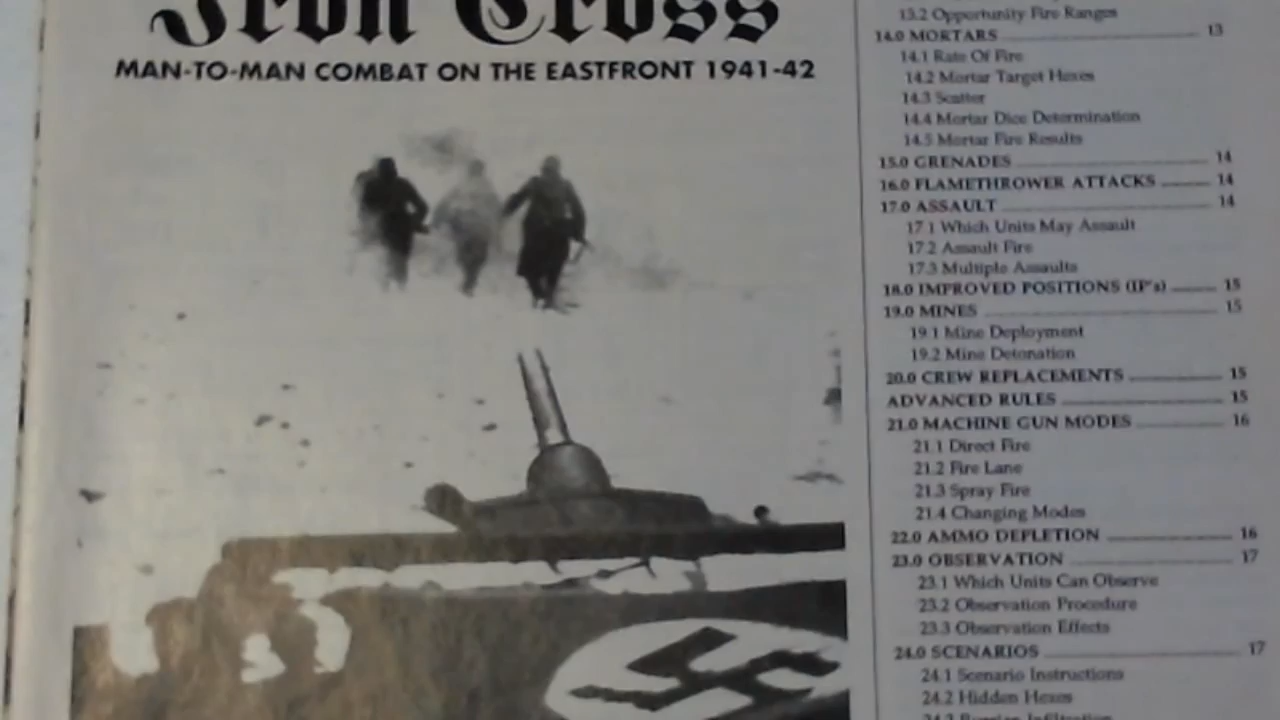 Iron Cross
MAN-TO-MAN COMBAT ON THE EASTFRONT 1941-42
13.2 Opportunity Fire Ranges
14.0 MORTARS 13
14.1 Rate Of Fire
14.2 Mortar Target Hexes
14.3 Scatter
14.4 Mortar Dice Determination
14.5 Mortar Fire Results
15.0 GRENADES 14
16.0 FLAMETHROWER ATTACKS 14
17.0 ASSAULT 14
17.1 Which Units May Assault
17.2 Assault Fire
17.3 Multiple Assaults
18.0 IMPROVED POSITIONS (IP's) 15
19.0 MINES 15
19.1 Mine Deployment
19.2 Mine Detonation
20.0 CREW REPLACEMENTS 15
ADVANCED RULES 15
21.0 MACHINE GUN MODES 16
21.1 Direct Fire
21.2 Fire Lane
21.3 Spray Fire
21.4 Changing Modes
22.0 AMMO DEPLETION 16
23.0 OBSERVATION 17
23.1 Which Units Can Observe
23.2 Observation Procedure
23.3 Observation Effects
24.0 SCENARIOS 17
24.1 Scenario Instructions
24.2 Hidden Hexes
24.3 Russian Infiltration